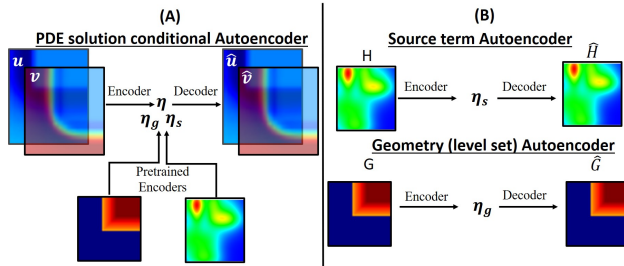 (A)
PDE solution conditional Autoencoder
u
v
Encoder
η
η_g η_s
Decoder
û
v̂
Pretrained
Encoders
(B)
Source term Autoencoder
H
Encoder
η_s
Decoder
Ĥ
Geometry (level set) Autoencoder
G
Encoder
η_g
Decoder
Ĝ